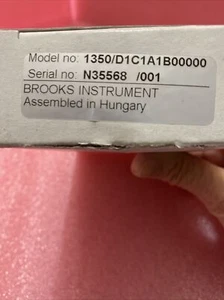 Model no: 1350/D1C1A1B00000
Serial no: N35568 /001
BROOKS INSTRUMENT
Assembled in Hungary